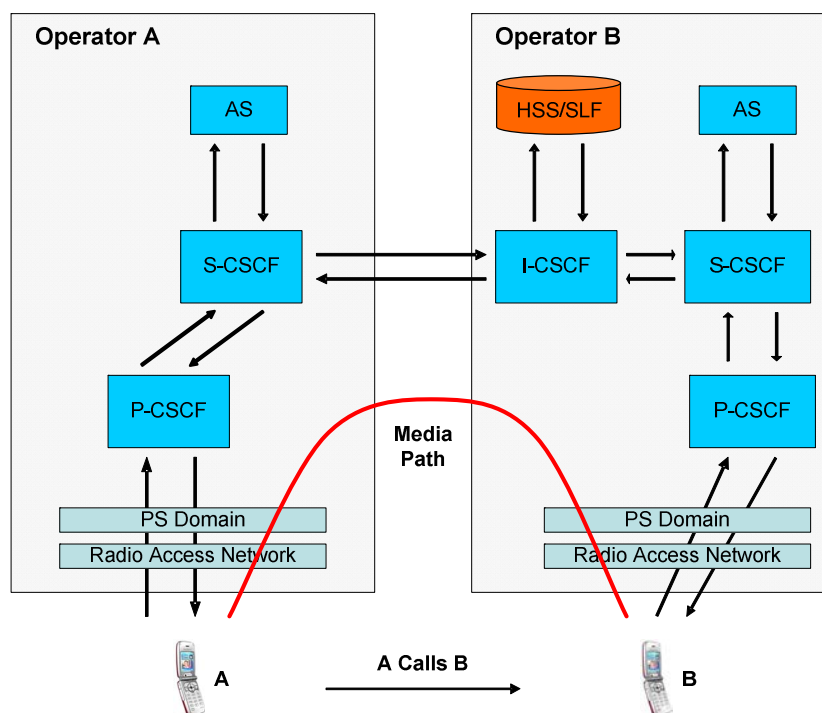 Operator A
Operator B
AS
HSS/SLF
AS
S-CSCF
I-CSCF
S-CSCF
P-CSCF
P-CSCF
Media
Path
PS Domain
PS Domain
Radio Access Network
Radio Access Network
A
A Calls B
B